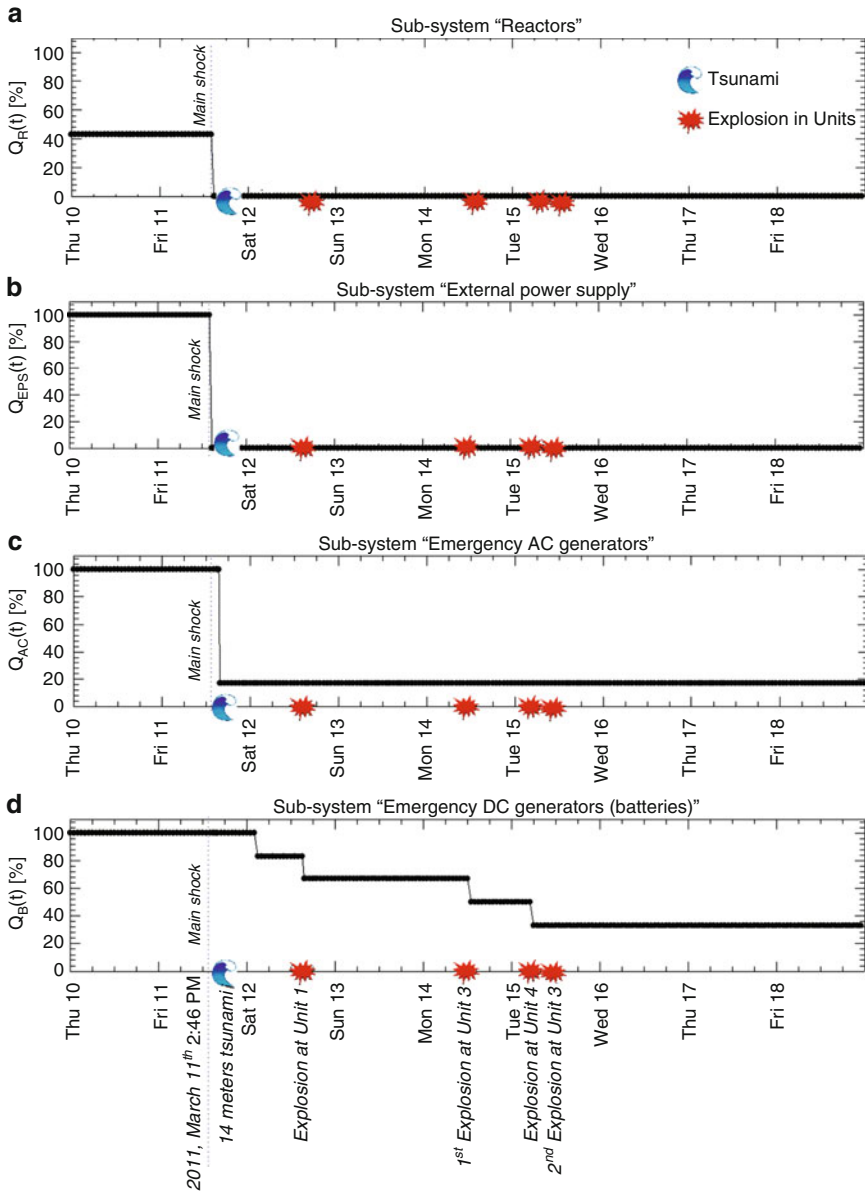 a
Sub-system “Reactors”
Q_R(t) [%]
100
80
60
40
20
0
Main shock
Tsunami
Explosion in Units
Thu 10
Fri 11
Sat 12
Sun 13
Mon 14
Tue 15
Wed 16
Thu 17
Fri 18
b
Sub-system “External power supply”
Q_EPS(t) [%]
100
80
60
40
20
0
Main shock
Thu 10
Fri 11
Sat 12
Sun 13
Mon 14
Tue 15
Wed 16
Thu 17
Fri 18
c
Sub-system “Emergency AC generators”
Q_AC(t) [%]
100
80
60
40
20
0
Main shock
Thu 10
Fri 11
Sat 12
Sun 13
Mon 14
Tue 15
Wed 16
Thu 17
Fri 18
d
Sub-system “Emergency DC generators (batteries)”
Q_B(t) [%]
100
80
60
40
20
0
Main shock
Thu 10
Fri 11
Sat 12
Sun 13
Mon 14
Tue 15
Wed 16
Thu 17
Fri 18
2011, March 11th 2:46 PM
14 meters tsunami
Explosion at Unit 1
1st Explosion at Unit 3
Explosion at Unit 4
2nd Explosion at Unit 3